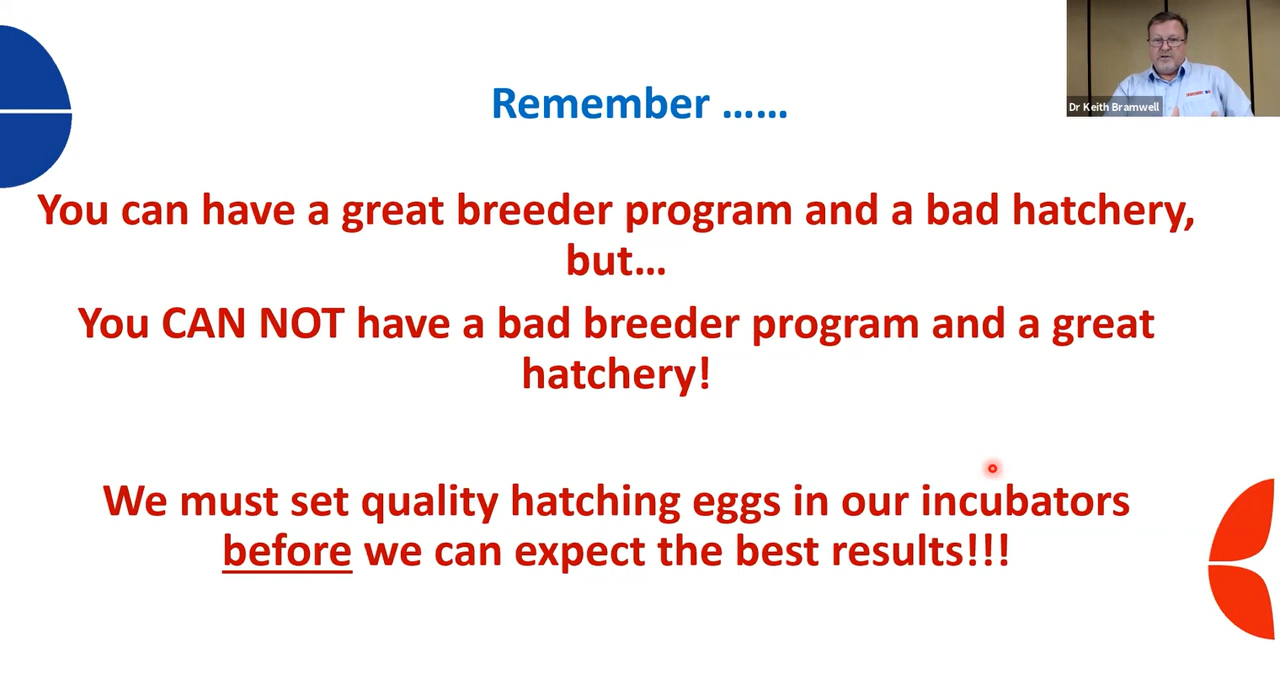 Remember ……
Dr Keith Bramwell
You can have a great breeder program and a bad hatchery,
but…
You CAN NOT have a bad breeder program and a great
hatchery!
We must set quality hatching eggs in our incubators
before we can expect the best results!!!